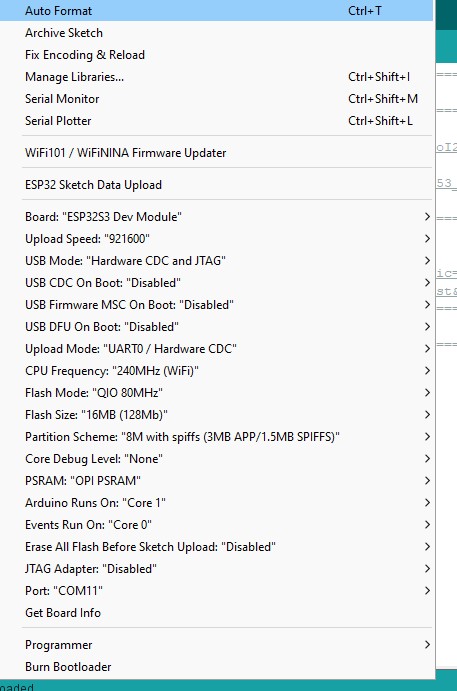 Auto Format Ctrl+T
Archive Sketch
Fix Encoding & Reload
Manage Libraries... Ctrl+Shift+I
Serial Monitor Ctrl+Shift+M
Serial Plotter Ctrl+Shift+L
WiFi101 / WiFiNINA Firmware Updater
ESP32 Sketch Data Upload
Board: "ESP32S3 Dev Module"
Upload Speed: "921600"
USB Mode: "Hardware CDC and JTAG"
USB CDC On Boot: "Disabled"
USB Firmware MSC On Boot: "Disabled"
USB DFU On Boot: "Disabled"
Upload Mode: "UART0 / Hardware CDC"
CPU Frequency: "240MHz (WiFi)"
Flash Mode: "QIO 80MHz"
Flash Size: "16MB (128Mb)"
Partition Scheme: "8M with spiffs (3MB APP/1.5MB SPIFFS)"
Core Debug Level: "None"
PSRAM: "OPI PSRAM"
Arduino Runs On: "Core 1"
Events Run On: "Core 0"
Erase All Flash Before Sketch Upload: "Disabled"
JTAG Adapter: "Disabled"
Port: "COM11"
Get Board Info
Programmer
Burn Bootloader